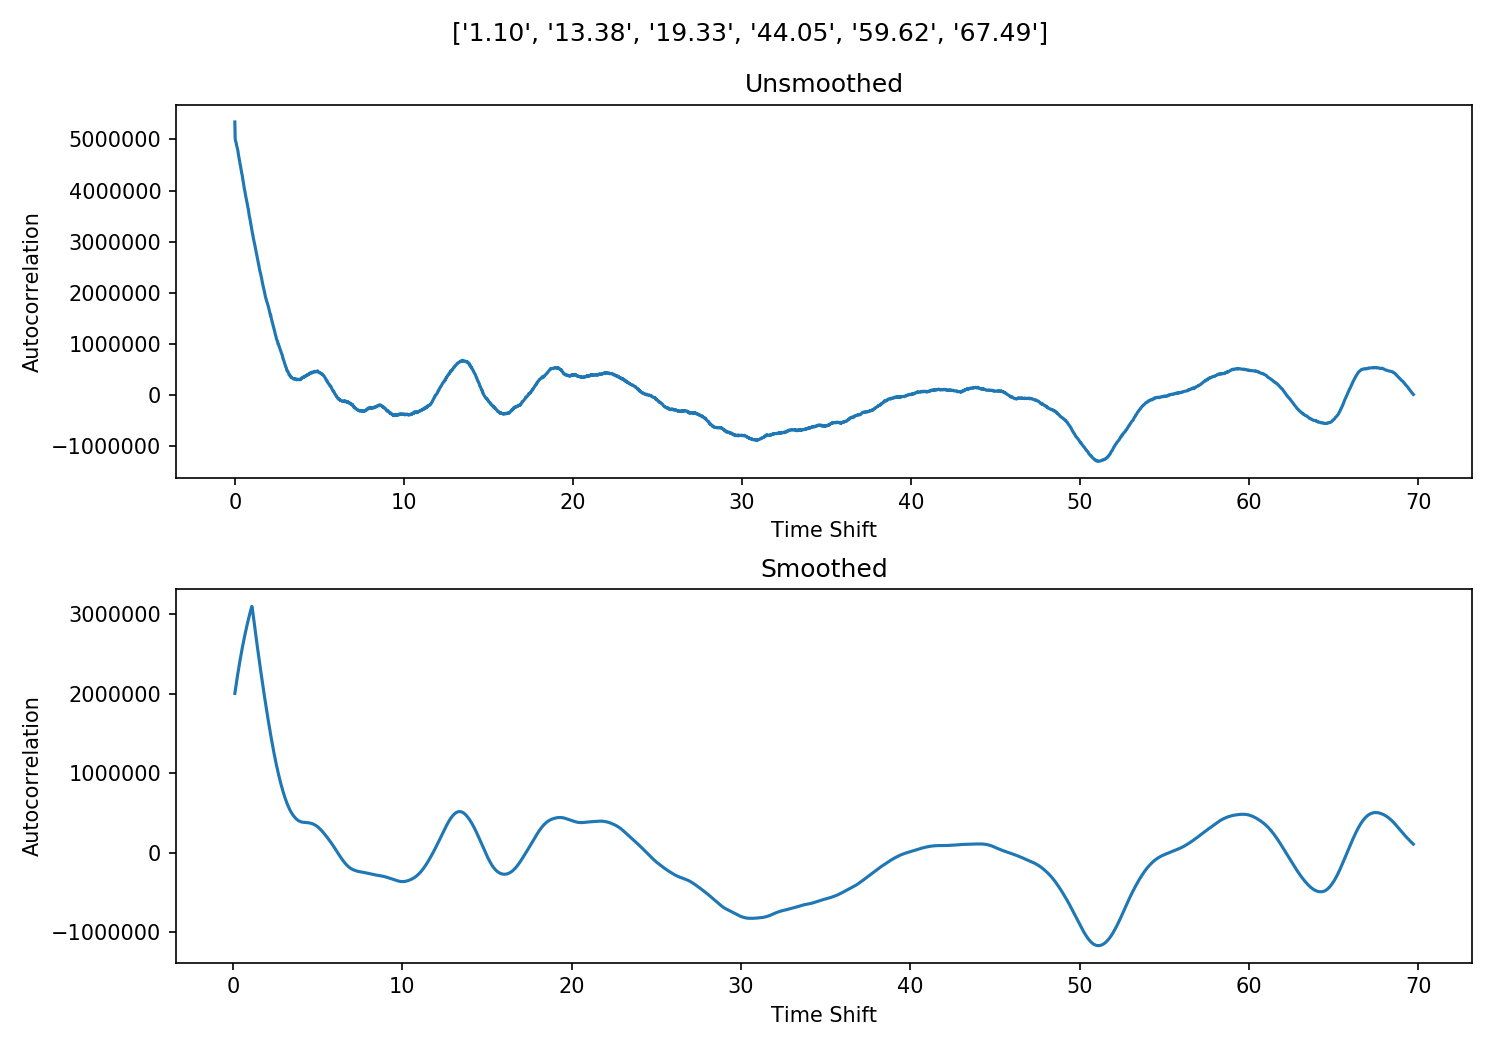 ['1.10', '13.38', '19.33', '44.05', '59.62', '67.49']
Unsmoothed
Autocorrelation
5000000
4000000
3000000
2000000
1000000
0
−1000000
0 10 20 30 40 50 60 70
Time Shift
Smoothed
Autocorrelation
3000000
2000000
1000000
0
−1000000
0 10 20 30 40 50 60 70
Time Shift